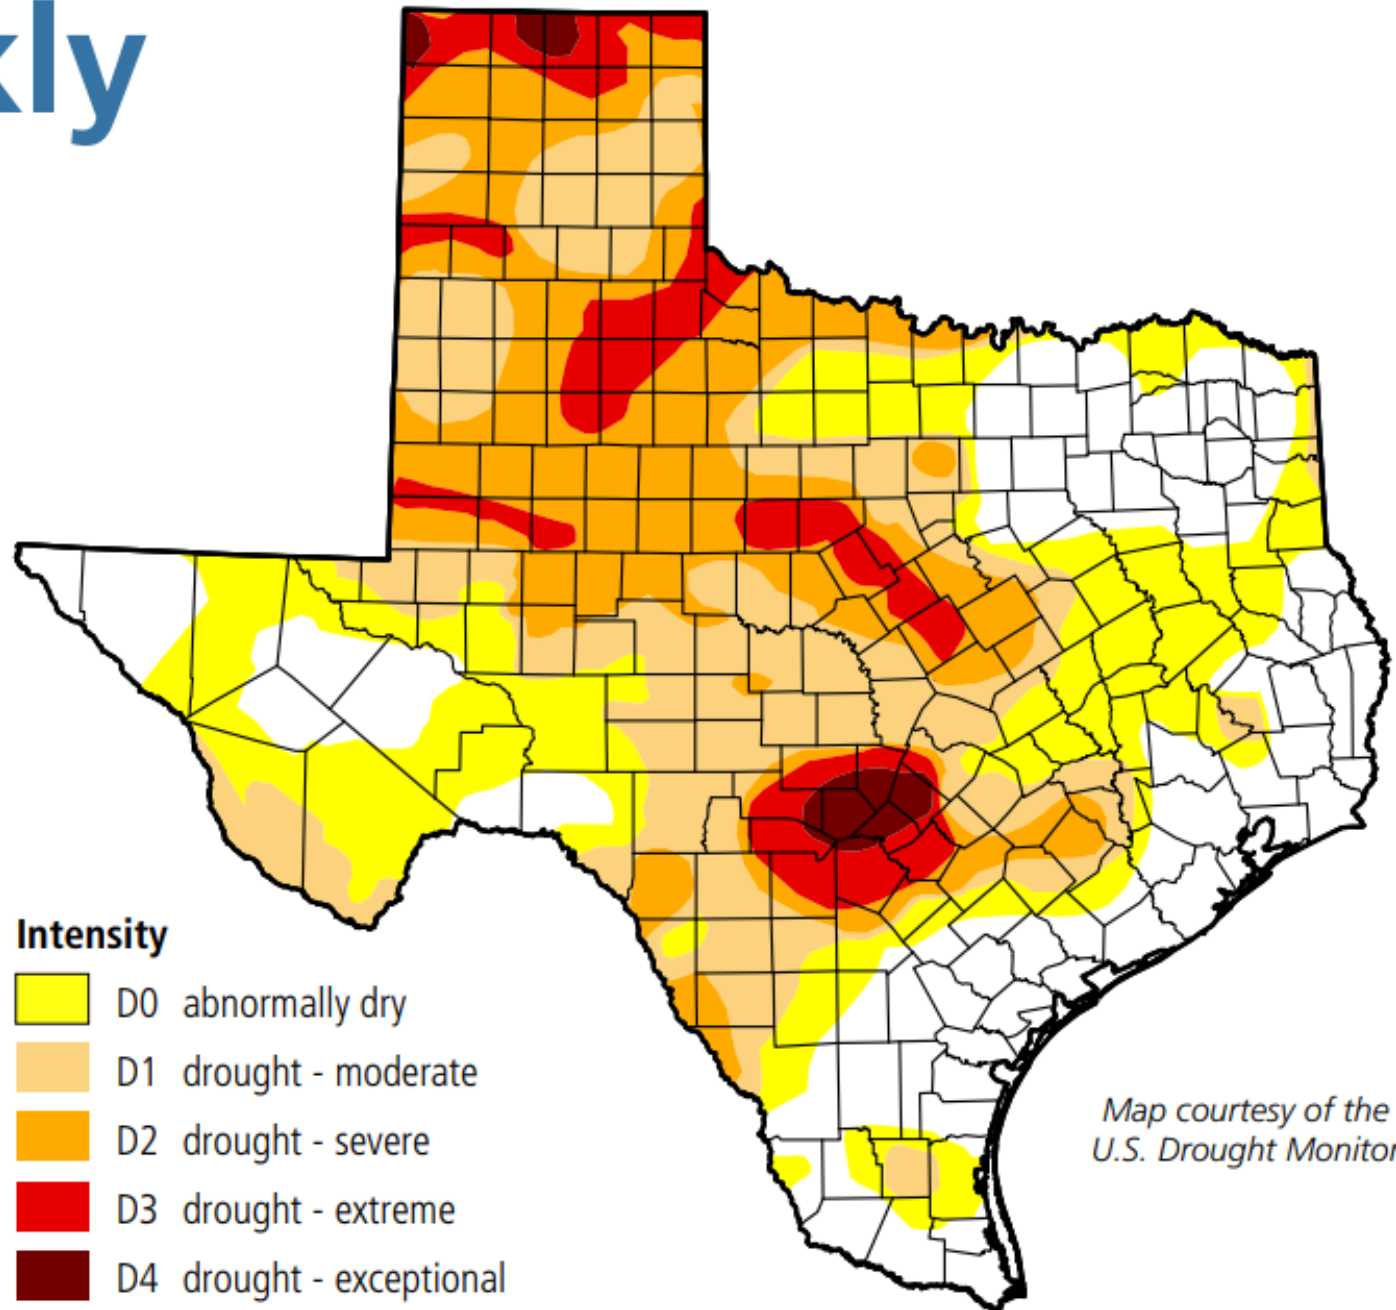 kly
Intensity
D0 abnormally dry
D1 drought - moderate
D2 drought - severe
D3 drought - extreme
D4 drought - exceptional
Map courtesy of the
U.S. Drought Monitor